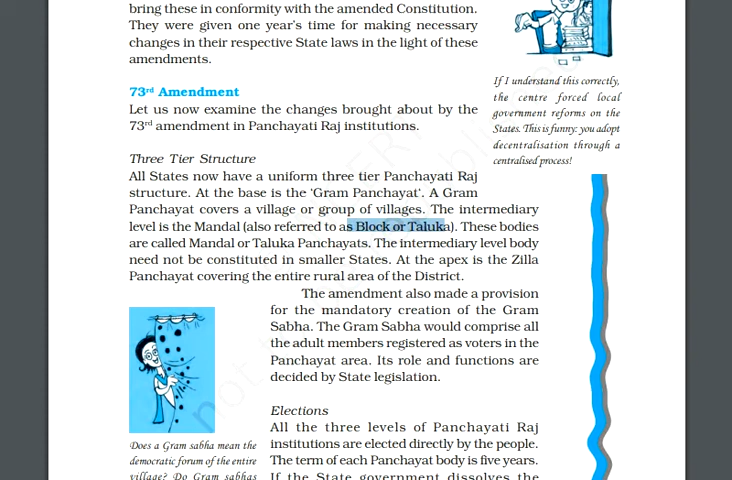 bring these in conformity with the amended Constitution.
They were given one year's time for making necessary
changes in their respective State laws in the light of these
amendments.
If I understand this correctly,
the centre forced local
government reforms on the
States. This is funny: you adopt
decentralisation through a
centralised process!
73rd Amendment
Let us now examine the changes brought about by the
73rd amendment in Panchayati Raj institutions.
Three Tier Structure
All States now have a uniform three tier Panchayati Raj
structure. At the base is the ‘Gram Panchayat‘. A Gram
Panchayat covers a village or group of villages. The intermediary
level is the Mandal (also referred to as Block or Taluka). These bodies
are called Mandal or Taluka Panchayats. The intermediary level body
need not be constituted in smaller States. At the apex is the Zilla
Panchayat covering the entire rural area of the District.
The amendment also made a provision
for the mandatory creation of the Gram
Sabha. The Gram Sabha would comprise all
the adult members registered as voters in the
Panchayat area. Its role and functions are
decided by State legislation.
Elections
All the three levels of Panchayati Raj
institutions are elected directly by the people.
The term of each Panchayat body is five years.
If the State government dissolves the
Does a Gram sabha mean the
democratic forum of the entire
village? Do Gram sabhas